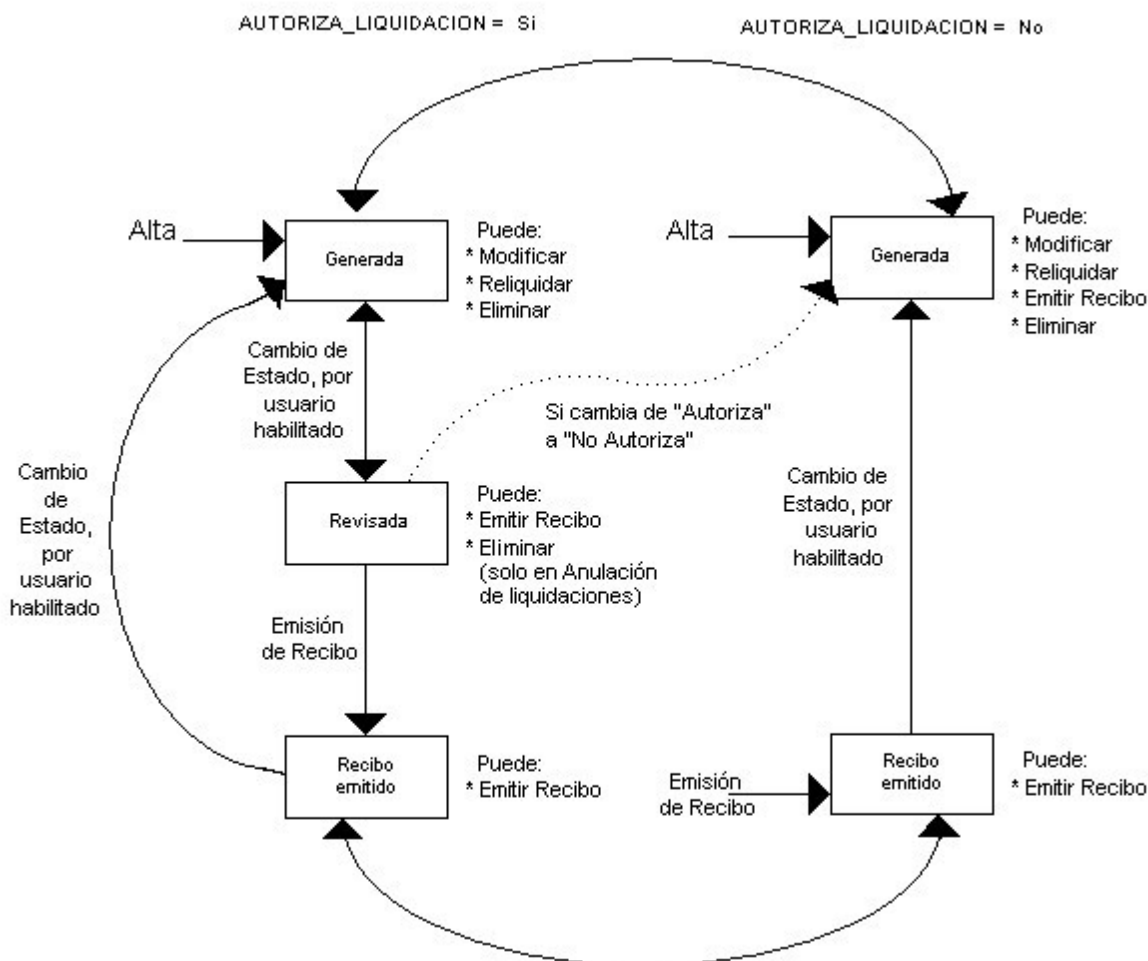 AUTORIZA_LIQUIDACION = Si
AUTORIZA_LIQUIDACION = No
Alta
Generada
Puede:
* Modificar
* Reliquidar
* Eliminar
Alta
Generada
Puede:
* Modificar
* Reliquidar
* Emitir Recibo
* Eliminar
Cambio de
Estado, por
usuario
habilitado
Si cambia de "Autoriza"
a "No Autoriza"
Cambio
de
Estado,
por
usuario
habilitado
Revisada
Puede:
* Emitir Recibo
* Eliminar
(solo en Anulación
de liquidaciones)
Cambio de
Estado, por
usuario
habilitado
Emisión
de Recibo
Recibo
emitido
Puede:
* Emitir Recibo
Emisión
de Recibo
Recibo
emitido
Puede:
* Emitir Recibo